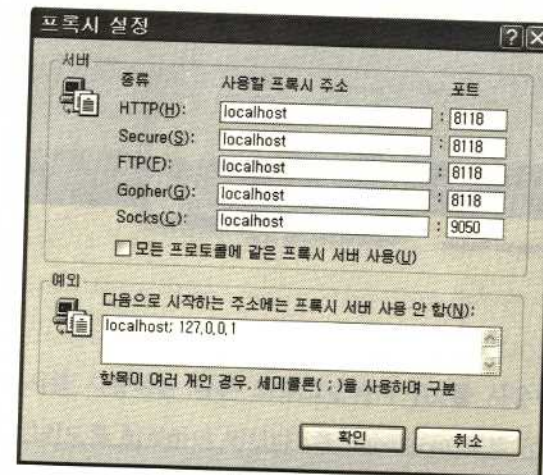 프록시 설정
서버
종류 사용할 프록시 주소 포트
HTTP(H): localhost : 8118
Secure(S): localhost : 8118
FTP(F): localhost : 8118
Gopher(G): localhost : 8118
Socks(C): localhost : 9050
모든 프로토콜에 같은 프록시 서버 사용(U)
예외
다음으로 시작하는 주소에는 프록시 서버 사용 안 함(N):
localhost; 127,0,0,1
항목이 여러 개인 경우, 세미콜론( ; )을 사용하며 구분
확인 취소